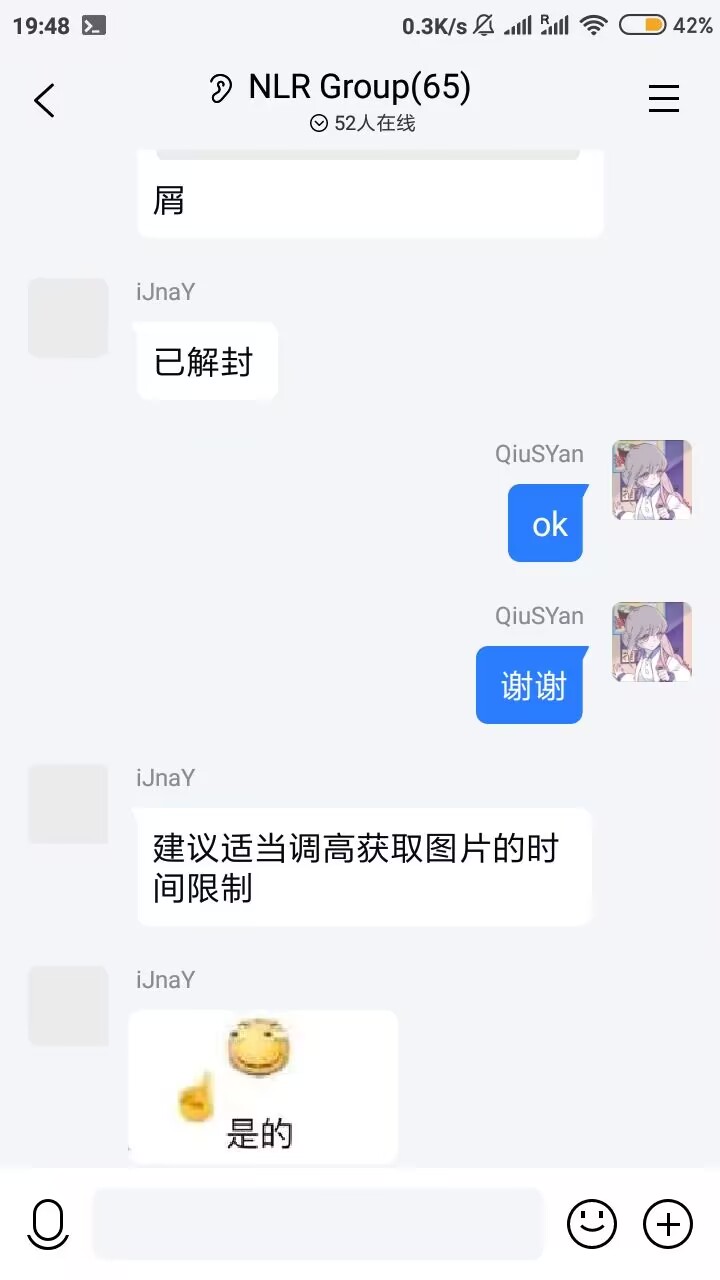 19:48
0.3K/s
R
42%
NLR Group(65)
52人在线
屑
iJnaY
已解封
QiuSYan
ok
QiuSYan
谢谢
iJnaY
建议适当调高获取图片的时
间限制
iJnaY
是的